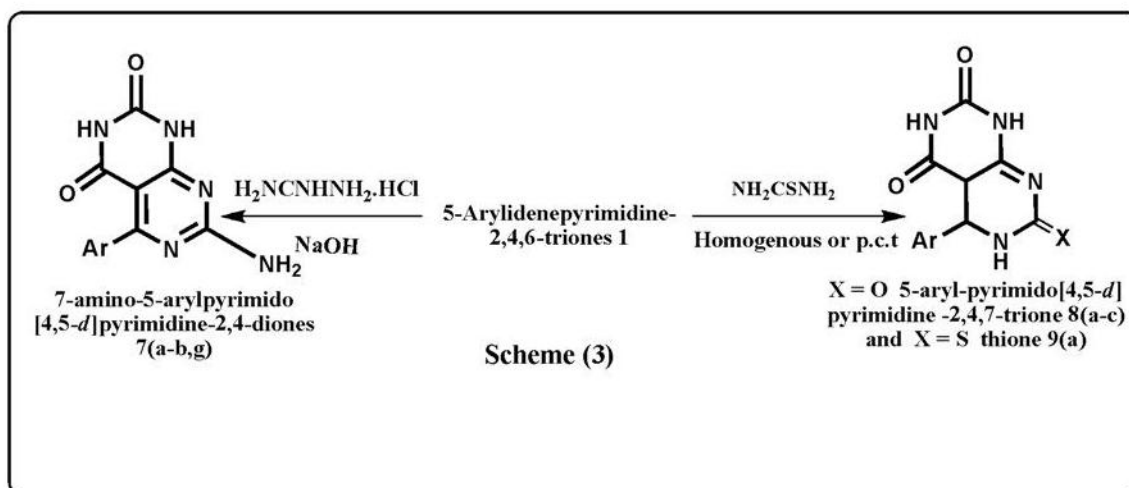 O
HN
NH
O
N
Ar
N
NH₂
7-amino-5-arylpyrimido
[4,5-d]pyrimidine-2,4-diones
7(a-b,g)
H₂NCNHNH₂.HCl
NaOH
5-Arylidenepyrimidine-
2,4,6-triones 1
NH₂CSNH₂
Homogenous or p.c.t
O
HN
NH
O
N
Ar
N
H
X
X = O 5-aryl-pyrimido[4,5-d]
pyrimidine -2,4,7-trione 8(a-c)
and X = S thione 9(a)
Scheme (3)